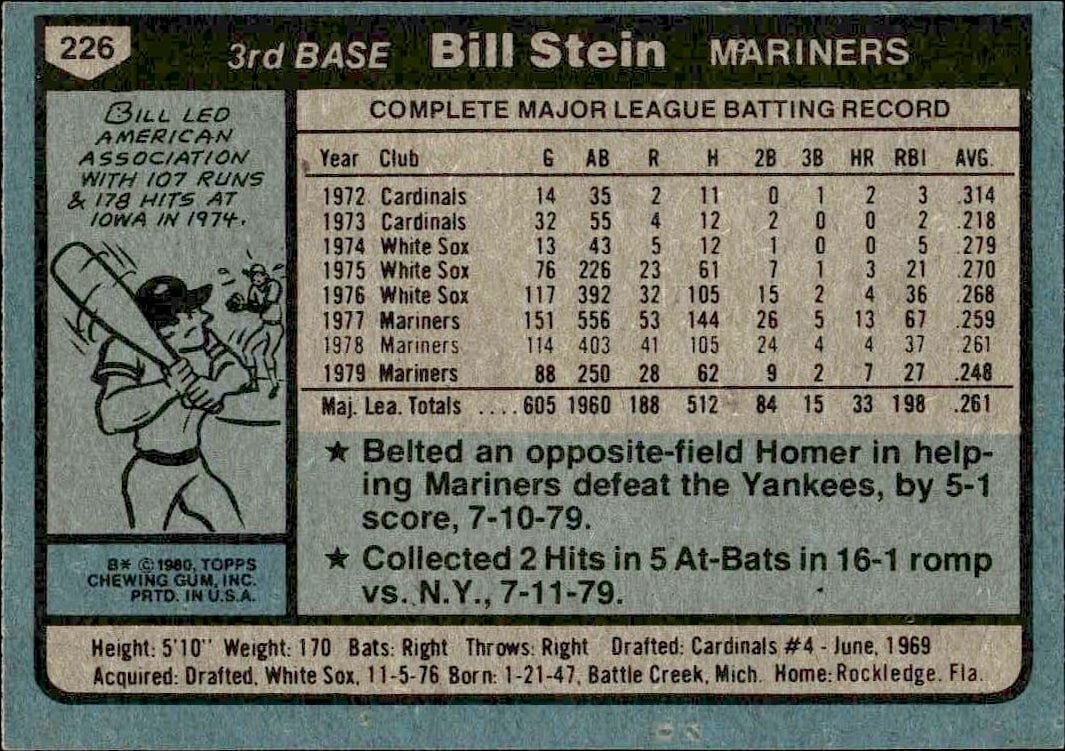 226
3rd BASE Bill Stein MARINERS
BILL LED
AMERICAN
ASSOCIATION
WITH 107 RUNS
& 178 HITS AT
IOWA IN 1974.
COMPLETE MAJOR LEAGUE BATTING RECORD
Year Club G AB R H 2B 3B HR RBI AVG.
1972 Cardinals 14 35 2 11 0 1 2 3 .314
1973 Cardinals 32 55 4 12 2 0 0 2 .218
1974 White Sox 13 43 5 12 1 0 0 5 .279
1975 White Sox 76 226 23 61 7 1 3 21 .270
1976 White Sox 117 392 32 105 15 2 4 36 .268
1977 Mariners 151 556 53 144 26 5 13 67 .259
1978 Mariners 114 403 41 105 24 4 4 37 .261
1979 Mariners 88 250 28 62 9 2 7 27 .248
Maj. Lea. Totals .... 605 1960 188 512 84 15 33 198 .261
★ Belted an opposite-field Homer in help-
ing Mariners defeat the Yankees, by 5-1
score, 7-10-79.
★ Collected 2 Hits in 5 At-Bats in 16-1 romp
vs. N.Y., 7-11-79.
B* © 1980, TOPPS
CHEWING GUM, INC.
PRTD. IN U.S.A.
Height: 5'10" Weight: 170 Bats: Right Throws: Right Drafted: Cardinals #4 - June, 1969
Acquired: Drafted, White Sox, 11-5-76 Born: 1-21-47, Battle Creek, Mich. Home: Rockledge, Fla.